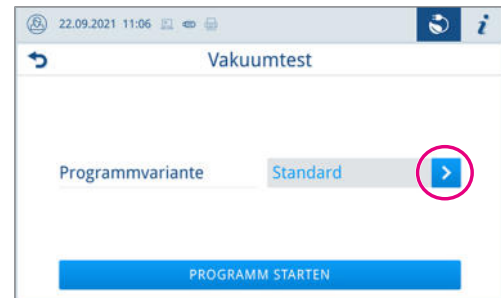 22.09.2021 11:06
Vakuumtest
Programmvariante Standard
PROGRAMM STARTEN